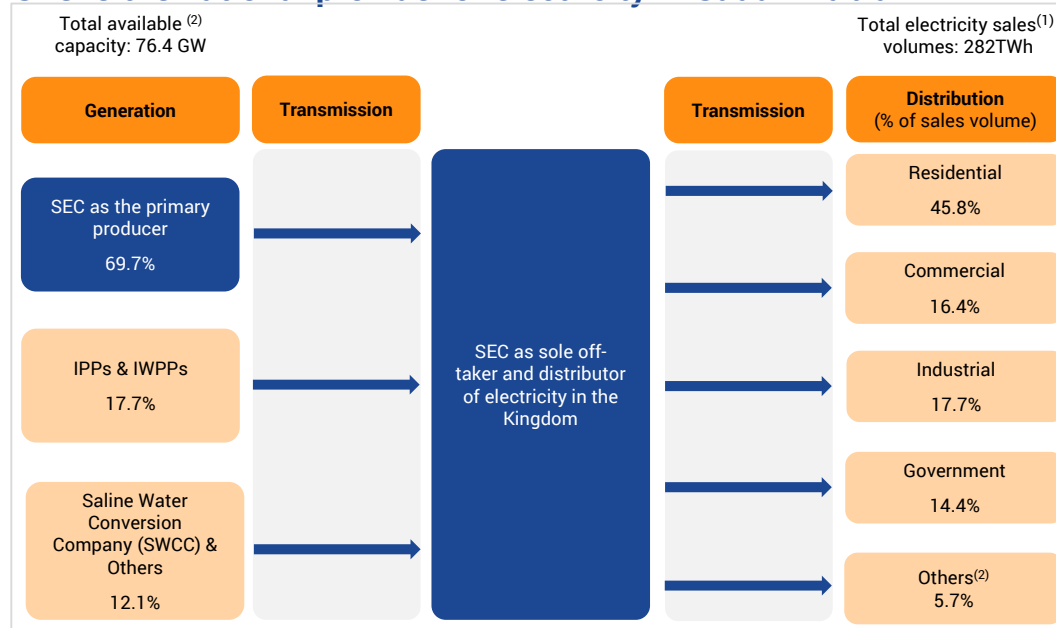 Total available (2)
capacity: 76.4 GW
Total electricity sales(1)
volumes: 282TWh
Generation
Transmission
Transmission
Distribution
(% of sales volume)
SEC as the primary
producer
69.7%
IPPs & IWPPs
17.7%
Saline Water
Conversion
Company (SWCC) &
Others
12.1%
SEC as sole off-
taker and distributor
of electricity in the
Kingdom
Residential
45.8%
Commercial
16.4%
Industrial
17.7%
Government
14.4%
Others(2)
5.7%